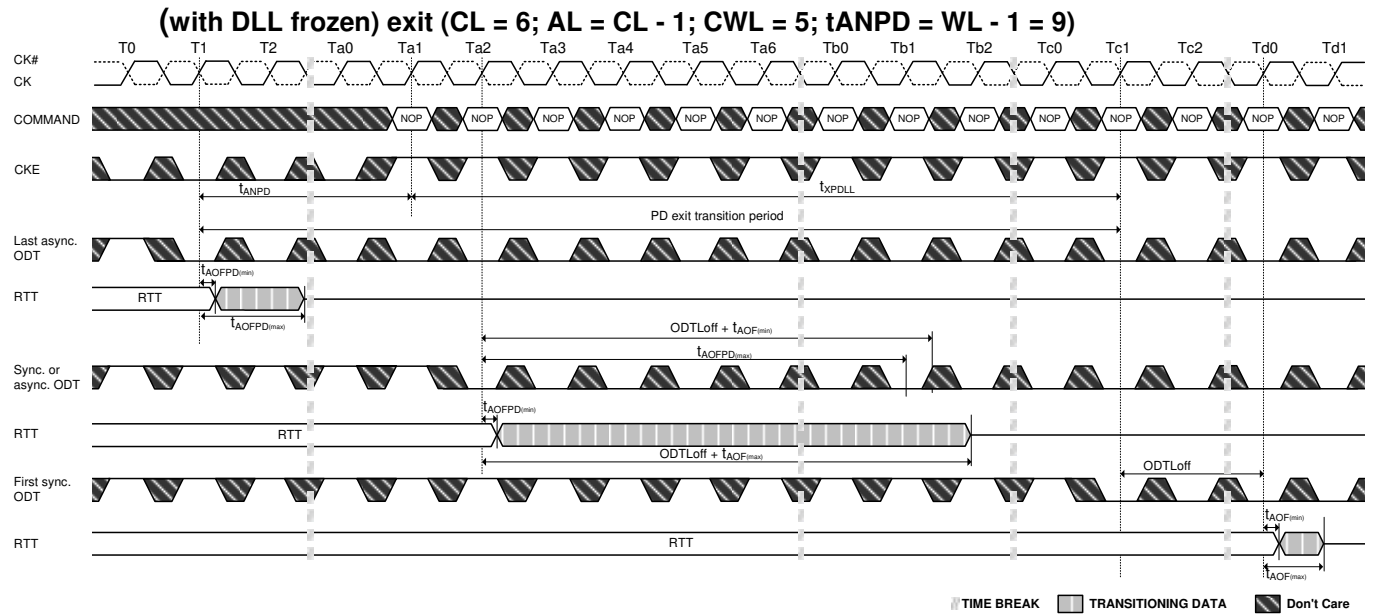 (with DLL frozen) exit (CL = 6; AL = CL - 1; CWL = 5; tANPD = WL - 1 = 9)
T0 T1 T2 Ta0 Ta1 Ta2 Ta3 Ta4 Ta5 Ta6 Tb0 Tb1 Tb2 Tc0 Tc1 Tc2 Td0 Td1
CK#
CK
COMMAND NOP NOP NOP NOP NOP NOP NOP NOP NOP NOP NOP NOP NOP NOP
CKE
tANPD tXPDLL
PD exit transition period
Last async.
ODT
tAOFPD(min)
RTT RTT
tAOFPD(max)
ODTLoff + tAOF(min)
tAOFPD(max)
Sync. or
async. ODT
tAOFPD(min)
RTT RTT
ODTLoff + tAOF(max)
ODTLoff
First sync.
ODT
tAOF(min)
RTT RTT
tAOF(max)
TIME BREAK TRANSITIONING DATA Don't Care